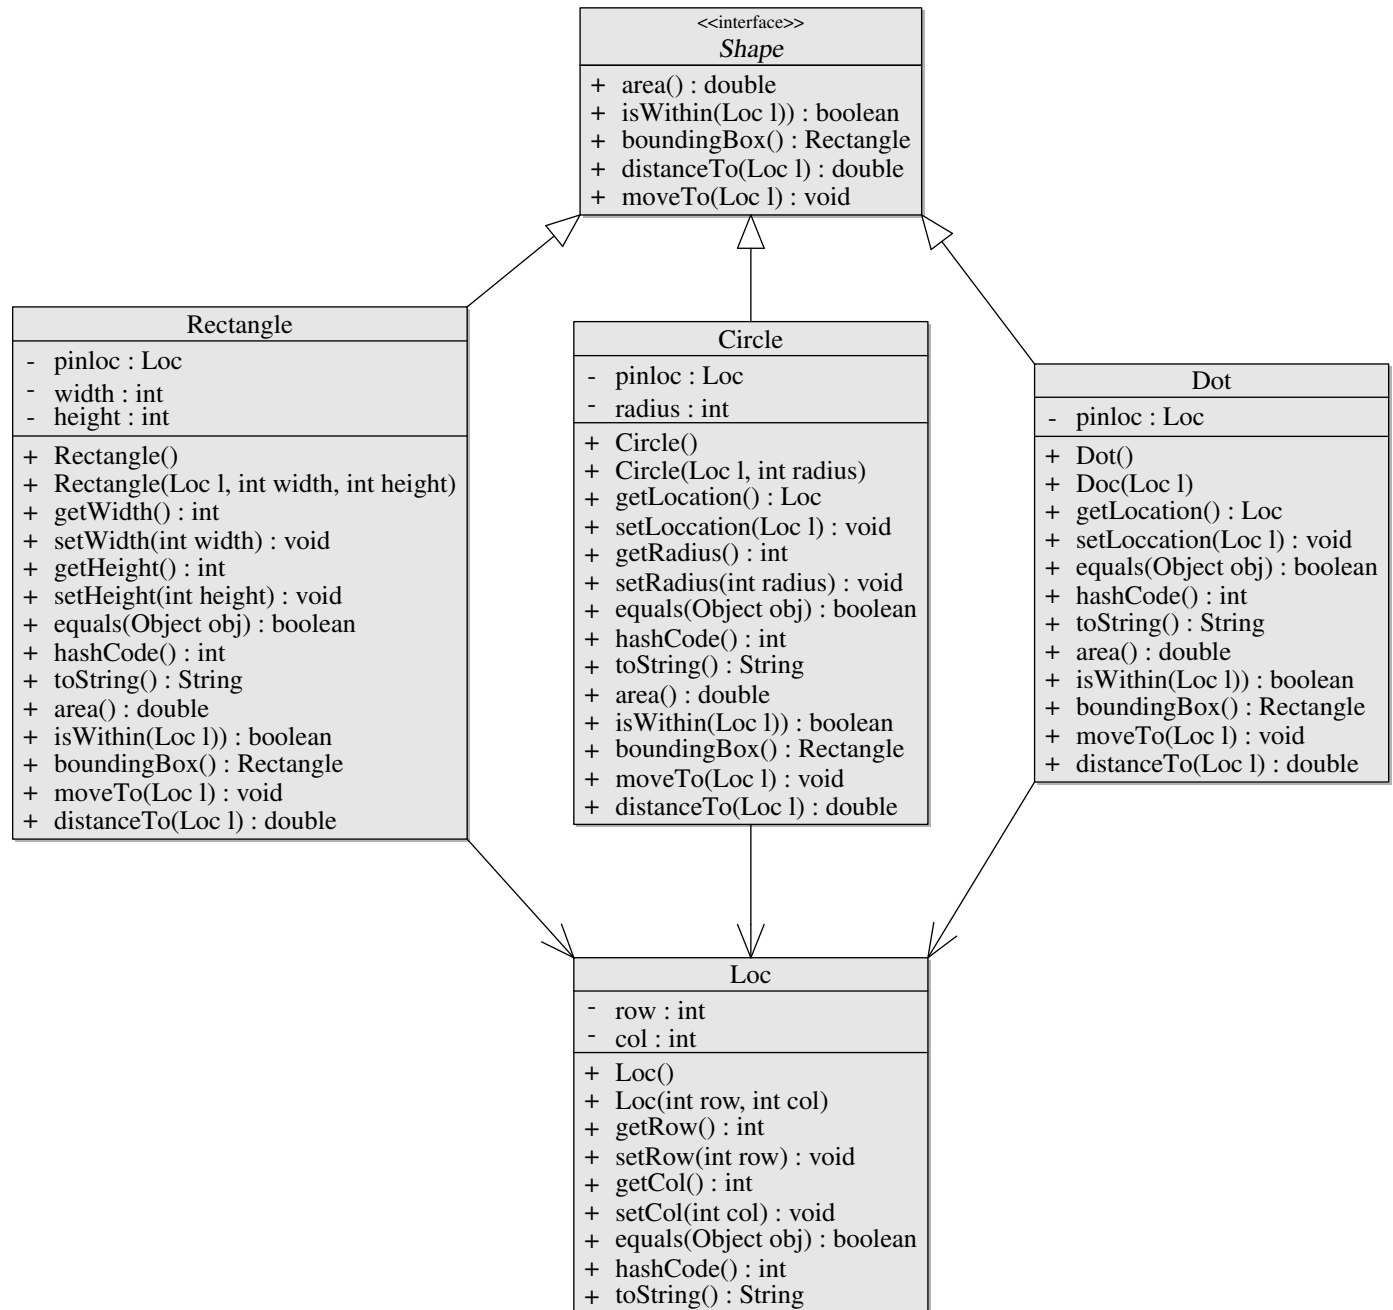 <<interface>>
Shape
+ area() : double
+ isWithin(Loc l)) : boolean
+ boundingBox() : Rectangle
+ distanceTo(Loc l) : double
+ moveTo(Loc l) : void
Rectangle
- pinloc : Loc
- width : int
- height : int
+ Rectangle()
+ Rectangle(Loc l, int width, int height)
+ getWidth() : int
+ setWidth(int width) : void
+ getHeight() : int
+ setHeight(int height) : void
+ equals(Object obj) : boolean
+ hashCode() : int
+ toString() : String
+ area() : double
+ isWithin(Loc l)) : boolean
+ boundingBox() : Rectangle
+ moveTo(Loc l) : void
+ distanceTo(Loc l) : double
Circle
- pinloc : Loc
- radius : int
+ Circle()
+ Circle(Loc l, int radius)
+ getLocation() : Loc
+ setLoccation(Loc l) : void
+ getRadius() : int
+ setRadius(int radius) : void
+ equals(Object obj) : boolean
+ hashCode() : int
+ toString() : String
+ area() : double
+ isWithin(Loc l)) : boolean
+ boundingBox() : Rectangle
+ moveTo(Loc l) : void
+ distanceTo(Loc l) : double
Dot
- pinloc : Loc
+ Dot()
+ Doc(Loc l)
+ getLocation() : Loc
+ setLoccation(Loc l) : void
+ equals(Object obj) : boolean
+ hashCode() : int
+ toString() : String
+ area() : double
+ isWithin(Loc l)) : boolean
+ boundingBox() : Rectangle
+ moveTo(Loc l) : void
+ distanceTo(Loc l) : double
Loc
- row : int
- col : int
+ Loc()
+ Loc(int row, int col)
+ getRow() : int
+ setRow(int row) : void
+ getCol() : int
+ setCol(int col) : void
+ equals(Object obj) : boolean
+ hashCode() : int
+ toString() : String